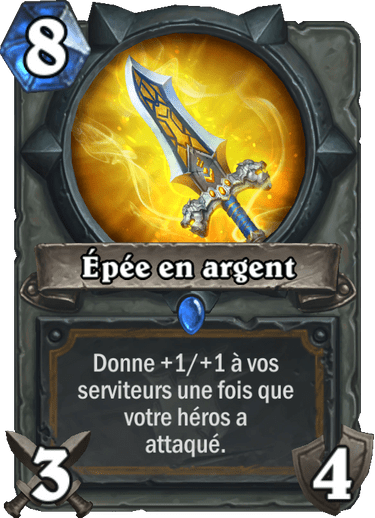 8
Épée en argent
Donne +1/+1 à vos
serviteurs une fois que
votre héros a
attaqué.
3
4